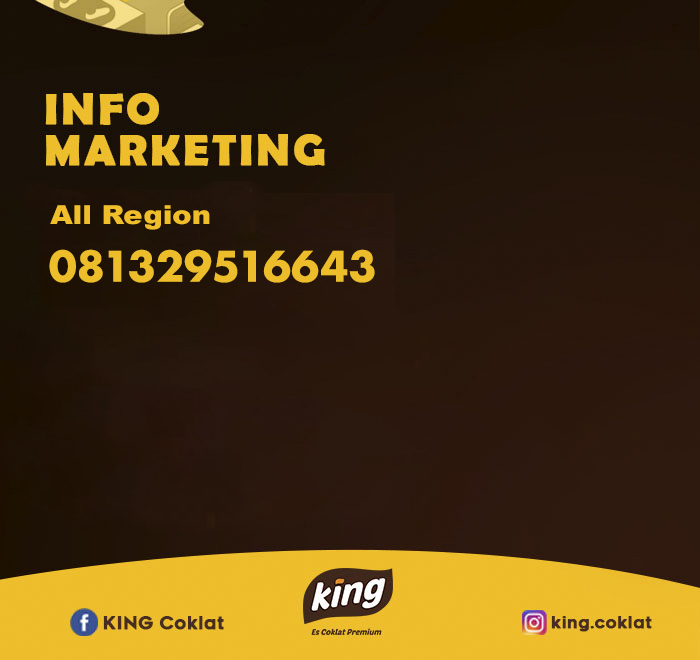 INFO
MARKETING
All Region
081329516643
KING Coklat
king
Es Coklat Premium
king.coklat